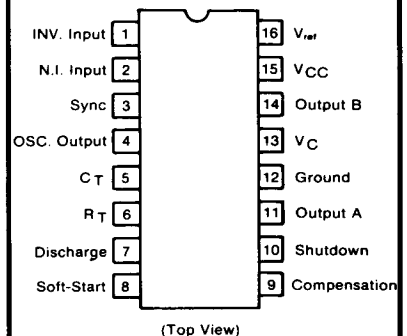 INV. Input 1
N.I. Input 2
Sync 3
OSC. Output 4
CT 5
RT 6
Discharge 7
Soft-Start 8
16 Vref
15 VCC
14 Output B
13 VC
12 Ground
11 Output A
10 Shutdown
9 Compensation
(Top View)